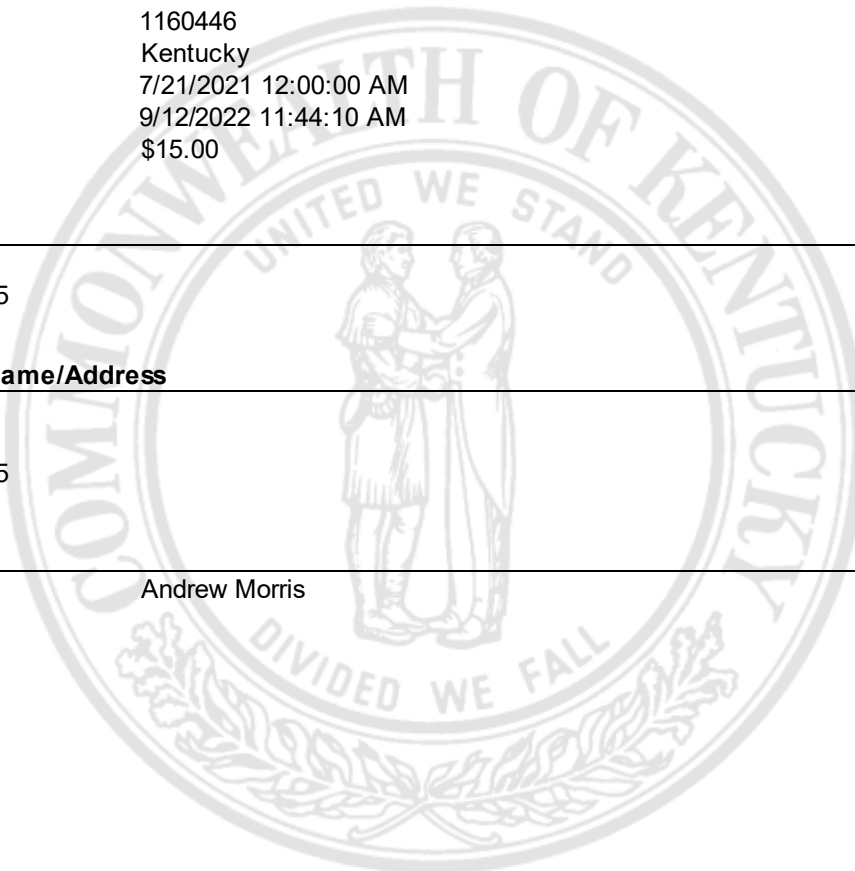 1160446
Kentucky
7/21/2021 12:00:00 AM
9/12/2022 11:44:10 AM
$15.00
COMMONWEALTH OF KENTUCKY
UNITED WE STAND
5
ame/Address
5
Andrew Morris
DIVIDED WE FALL